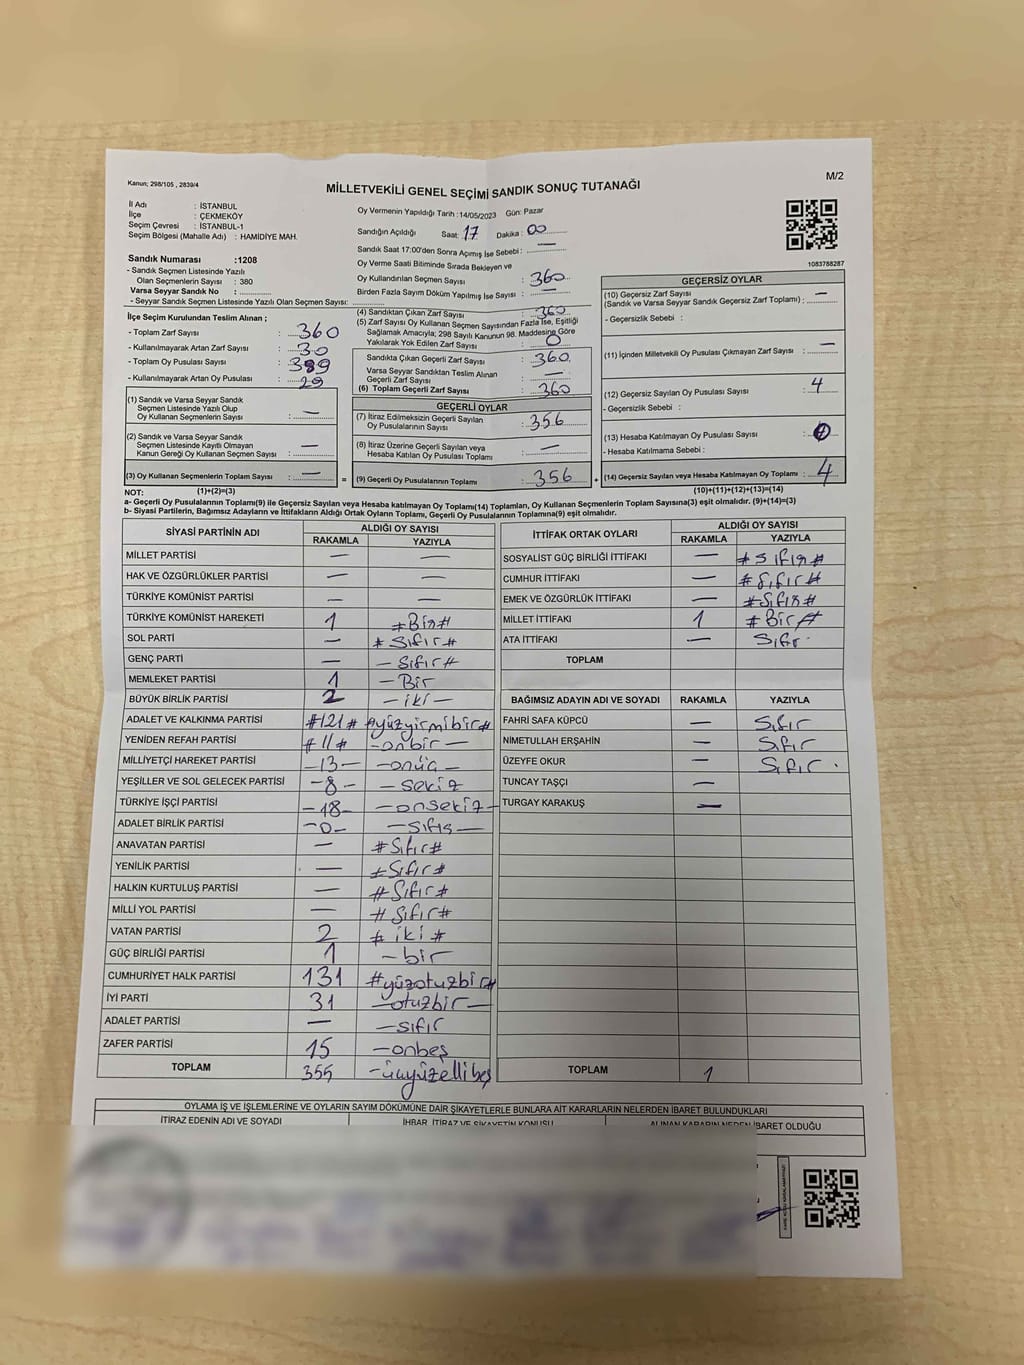 Kanun; 298/105 , 2839/4
MİLLETVEKİLİ GENEL SEÇİMİ SANDIK SONUÇ TUTANAĞI
M/2
İl Adı : İSTANBUL
İlçe : ÇEKMEKÖY
Seçim Çevresi : İSTANBUL-1
Seçim Bölgesi (Mahalle Adı) : HAMİDİYE MAH.
Sandık Numarası :1208
- Sandık Seçmen Listesinde Yazılı
Olan Seçmenlerin Sayısı : 380
Varsa Seyyar Sandık No :
- Seyyar Sandık Seçmen Listesinde Yazılı Olan Seçmen Sayısı:
Oy Vermenin Yapıldığı Tarih :14/05/2023 Gün: Pazar
Sandığın Açıldığı Saat: 17 Dakika : 00
Sandık Saat 17:00'den Sonra Açımış İse Sebebi : —
Oy Verme Saati Bitiminde Sırada Bekleyen ve
Oy Kullandırılan Seçmen Sayısı : 360
Birden Fazla Sayım Döküm Yapılmış İse Sayısı : —
1083788287
İlçe Seçim Kurulundan Teslim Alınan ;
- Toplam Zarf Sayısı : 360
- Kullanılmayarak Artan Zarf Sayısı : 30
- Toplam Oy Pusulası Sayısı :
- Kullanılmayarak Artan Oy Pusulası : 29
(1) Sandık ve Varsa Seyyar Sandık
Seçmen Listesinde Yazılı Olup
Oy Kullanan Seçmenlerin Sayısı : —
(2) Sandık ve Varsa Seyyar Sandık
Seçmen Listesinde Kayıtlı Olmayan
Kanun Gereği Oy Kullanan Seçmen Sayısı : —
(3) Oy Kullanan Seçmenlerin Toplam Sayısı : —
(4) Sandıktan Çıkan Zarf Sayısı : 360
(5) Zarf Sayısı Oy Kullanan Seçmen Sayısından Fazla İse, Eşitliği
Sağlamak Amacıyla; 298 Sayılı Kanunun 98. Maddesine Göre
Yakılarak Yok Edilen Zarf Sayısı : 0
Sandıkta Çıkan Geçerli Zarf Sayısı : 360
Varsa Seyyar Sandıktan Teslim Alınan
Geçerli Zarf Sayısı : —
(6) Toplam Geçerli Zarf Sayısı : 360
GEÇERLİ OYLAR
(7) İtiraz Edilmeksizin Geçerli Sayılan
Oy Pusulalarının Sayısı : 356
(8) İtiraz Üzerine Geçerli Sayılan veya
Hesaba Katılan Oy Pusulası Toplamı : —
= (9) Geçerli Oy Pusulalarının Toplamı : 356 +
GEÇERSİZ OYLAR
(10) Geçersiz Zarf Sayısı
(Sandık ve Varsa Seyyar Sandık Geçersiz Zarf Toplamı) : —
- Geçersizlik Sebebi :
(11) İçinden Milletvekili Oy Pusulası Çıkmayan Zarf Sayısı : —
(12) Geçersiz Sayılan Oy Pusulası Sayısı : 4
- Geçersizlik Sebebi :
(13) Hesaba Katılmayan Oy Pusulası Sayısı :
- Hesaba Katılmama Sebebi :
(14) Geçersiz Sayılan veya Hesaba Katılmayan Oy Toplamı : 4
NOT: (1)+(2)=(3) (10)+(11)+(12)+(13)=(14)
a- Geçerli Oy Pusulalarının Toplamı(9) ile Geçersiz Sayılan veya Hesaba katılmayan Oy Toplamı(14) Toplamları, Oy Kullanan Seçmenlerin Toplam Sayısına(3) eşit olmalıdır. (9)+(14)=(3)
b- Siyasi Partilerin, Bağımsız Adayların ve İttifakların Aldığı Ortak Oyların Toplamı, Geçerli Oy Pusulalarının Toplamına(9) eşit olmalıdır.
SİYASİ PARTİNİN ADI ALDIĞI OY SAYISI
RAKAMLA YAZIYLA
MİLLET PARTİSİ — —
HAK VE ÖZGÜRLÜKLER PARTİSİ — —
TÜRKİYE KOMÜNİST PARTİSİ — —
TÜRKİYE KOMÜNİST HAREKETİ 1 #Bir#
SOL PARTİ — #Sıfır#
GENÇ PARTİ — -Sıfır#
MEMLEKET PARTİSİ 1 -Bir
BÜYÜK BİRLİK PARTİSİ 2 -iki-
ADALET VE KALKINMA PARTİSİ #121# #yüzyirmibir#
YENİDEN REFAH PARTİSİ #11# -onbir-
MİLLİYETÇİ HAREKET PARTİSİ -13- -onüç-
YEŞİLLER VE SOL GELECEK PARTİSİ -8- -sekiz
TÜRKİYE İŞÇİ PARTİSİ -18- -onsekiz-
ADALET BİRLİK PARTİSİ -0- -sıfır-
ANAVATAN PARTİSİ — #Sıfır#
YENİLİK PARTİSİ — #Sıfır#
HALKIN KURTULUŞ PARTİSİ — #Sıfır#
MİLLİ YOL PARTİSİ — #Sıfır#
VATAN PARTİSİ 2 #iki#
GÜÇ BİRLİĞİ PARTİSİ 1 -bir
CUMHURİYET HALK PARTİSİ 131 #yüzotuzbir#
İYİ PARTİ 31 -otuzbir-
ADALET PARTİSİ — -sıfır
ZAFER PARTİSİ 15 -onbeş
TOPLAM 355 -üçyüzellibeş
İTTİFAK ORTAK OYLARI ALDIĞI OY SAYISI
RAKAMLA YAZIYLA
SOSYALİST GÜÇ BİRLİĞİ İTTİFAKI — #Sıfır#
CUMHUR İTTİFAKI — #Sıfır#
EMEK VE ÖZGÜRLÜK İTTİFAKI — #Sıfır#
MİLLET İTTİFAKI 1 #Bir#
ATA İTTİFAKI — Sıfır
TOPLAM
BAĞIMSIZ ADAYIN ADI VE SOYADI RAKAMLA YAZIYLA
FAHRİ SAFA KÜPCÜ — Sıfır
NİMETULLAH ERŞAHİN — Sıfır
ÜZEYFE OKUR — Sıfır
TUNCAY TAŞÇI —
TURGAY KARAKUŞ —
TOPLAM 1
OYLAMA İŞ VE İŞLEMLERİNE VE OYLARIN SAYIM DÖKÜMÜNE DAİR ŞİKAYETLERLE BUNLARA AİT KARARLARIN NELERDEN İBARET BULUNDUKLARI
İTİRAZ EDENİN ADI VE SOYADI İHBAR, İTİRAZ VE ŞİKAYETİN KONUSU ALINAN KARARIN NEDEN İBARET OLDUĞU